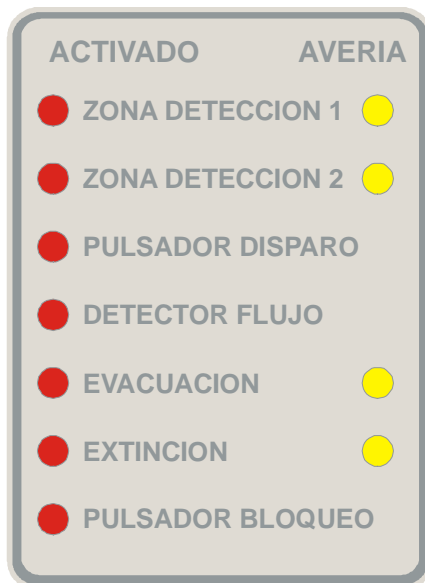 ACTIVADO AVERIA
ZONA DETECCION 1
ZONA DETECCION 2
PULSADOR DISPARO
DETECTOR FLUJO
EVACUACION
EXTINCION
PULSADOR BLOQUEO